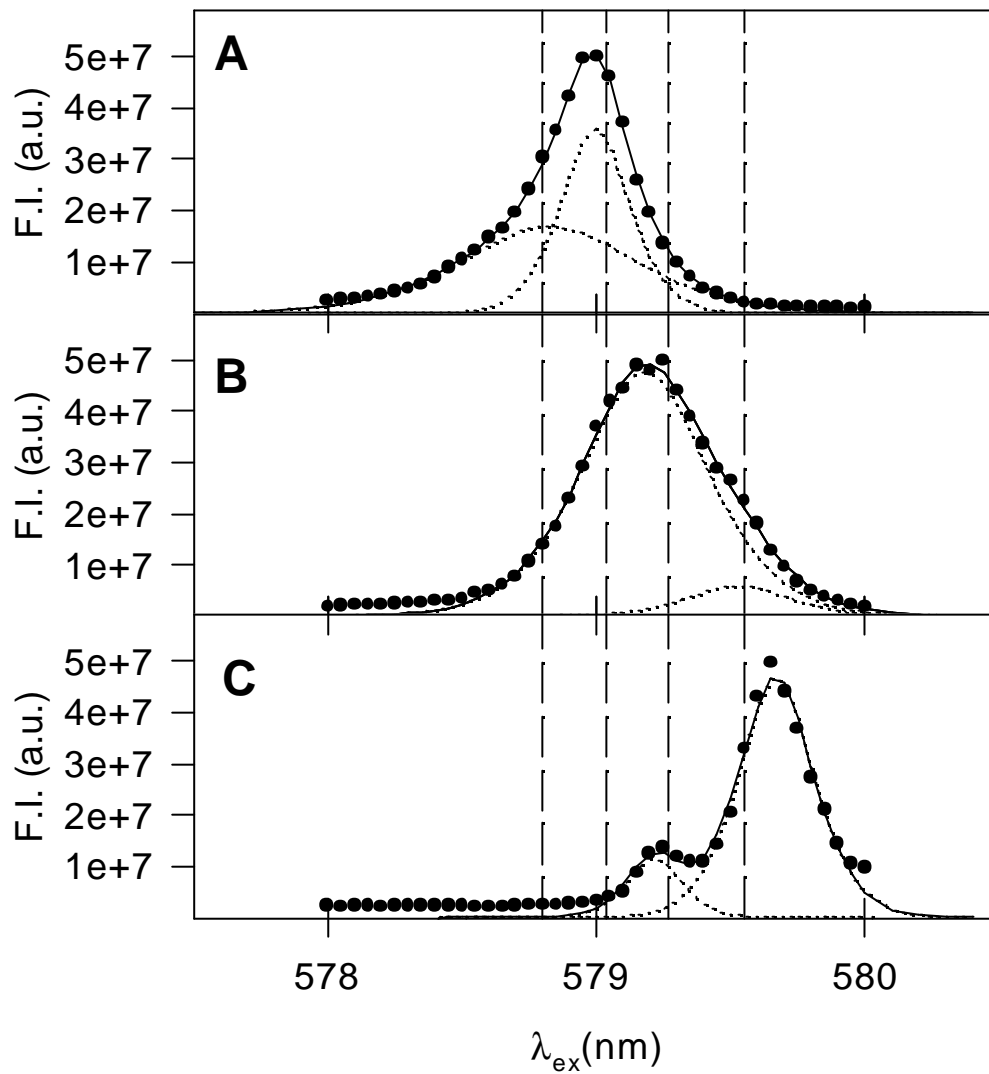 A
5e+7
4e+7
3e+7
2e+7
1e+7
F.I. (a.u.)
B
5e+7
4e+7
3e+7
2e+7
1e+7
F.I. (a.u.)
C
5e+7
4e+7
3e+7
2e+7
1e+7
F.I. (a.u.)
578 579 580
λex(nm)